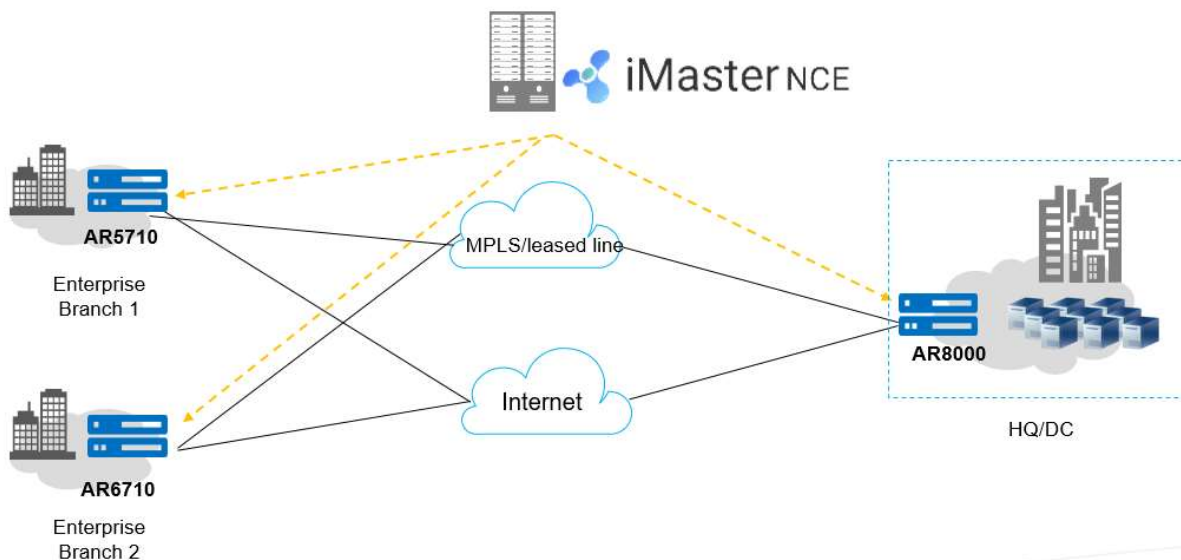 iMaster NCE
AR5710
Enterprise
Branch 1
MPLS/leased line
AR8000
Internet
HQ/DC
AR6710
Enterprise
Branch 2